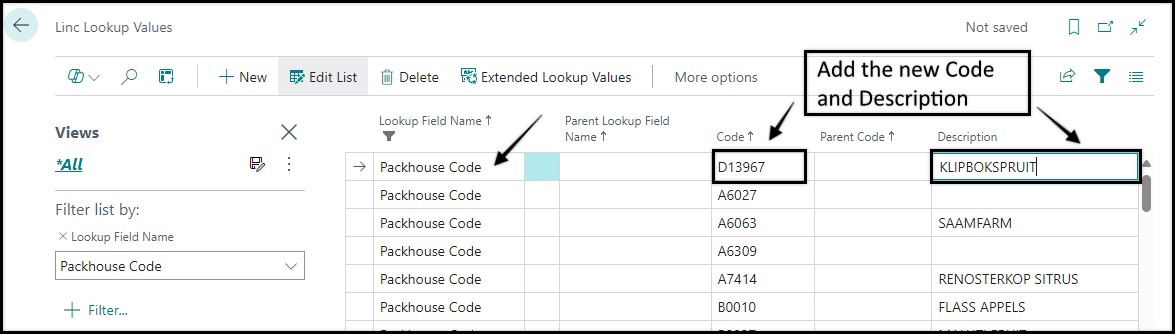 Linc Lookup Values
Not saved
+ New Edit List Delete Extended Lookup Values More options
Add the new Code
and Description
Views
*All
Filter list by:
× Lookup Field Name
Packhouse Code
+ Filter...
Lookup Field Name ↑ Parent Lookup Field Name ↑ Code ↑ Parent Code ↑ Description
→ Packhouse Code D13967 KLIPBOKSPRUIT
Packhouse Code A6027
Packhouse Code A6063 SAAMFARM
Packhouse Code A6309
Packhouse Code A7414 RENOSTERKOP SITRUS
Packhouse Code B0010 FLASS APPELS